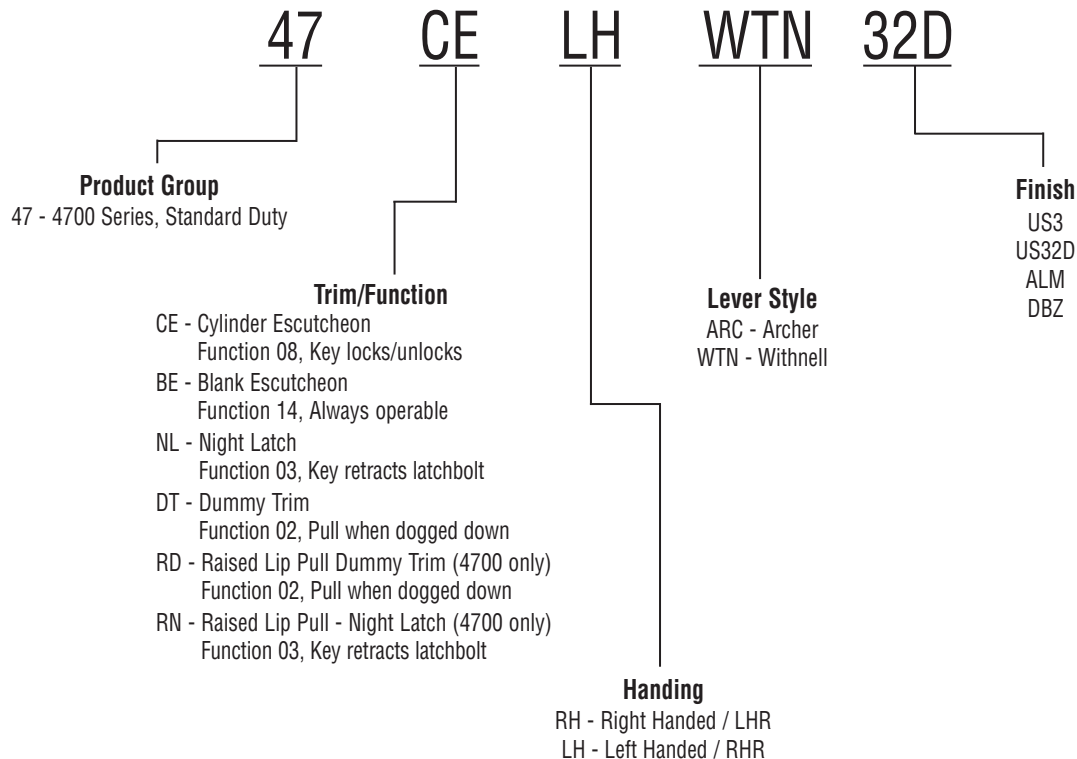 47 CE LH WTN 32D
Product Group
47 - 4700 Series, Standard Duty
Trim/Function
CE - Cylinder Escutcheon
Function 08, Key locks/unlocks
BE - Blank Escutcheon
Function 14, Always operable
NL - Night Latch
Function 03, Key retracts latchbolt
DT - Dummy Trim
Function 02, Pull when dogged down
RD - Raised Lip Pull Dummy Trim (4700 only)
Function 02, Pull when dogged down
RN - Raised Lip Pull - Night Latch (4700 only)
Function 03, Key retracts latchbolt
Handing
RH - Right Handed / LHR
LH - Left Handed / RHR
Lever Style
ARC - Archer
WTN - Withnell
Finish
US3
US32D
ALM
DBZ